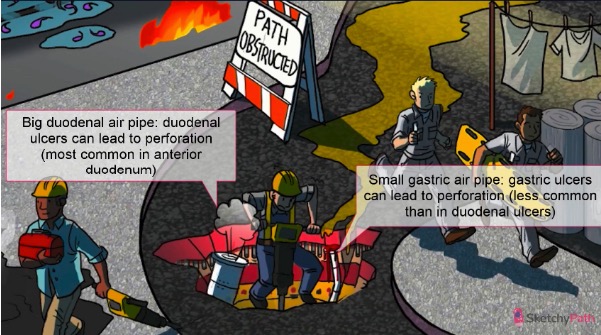 PATH
OBSTRUCTED
Big duodenal air pipe: duodenal
ulcers can lead to perforation
(most common in anterior
duodenum)
Small gastric air pipe: gastric ulcers
can lead to perforation (less common
than in duodenal ulcers)
SketchyPath